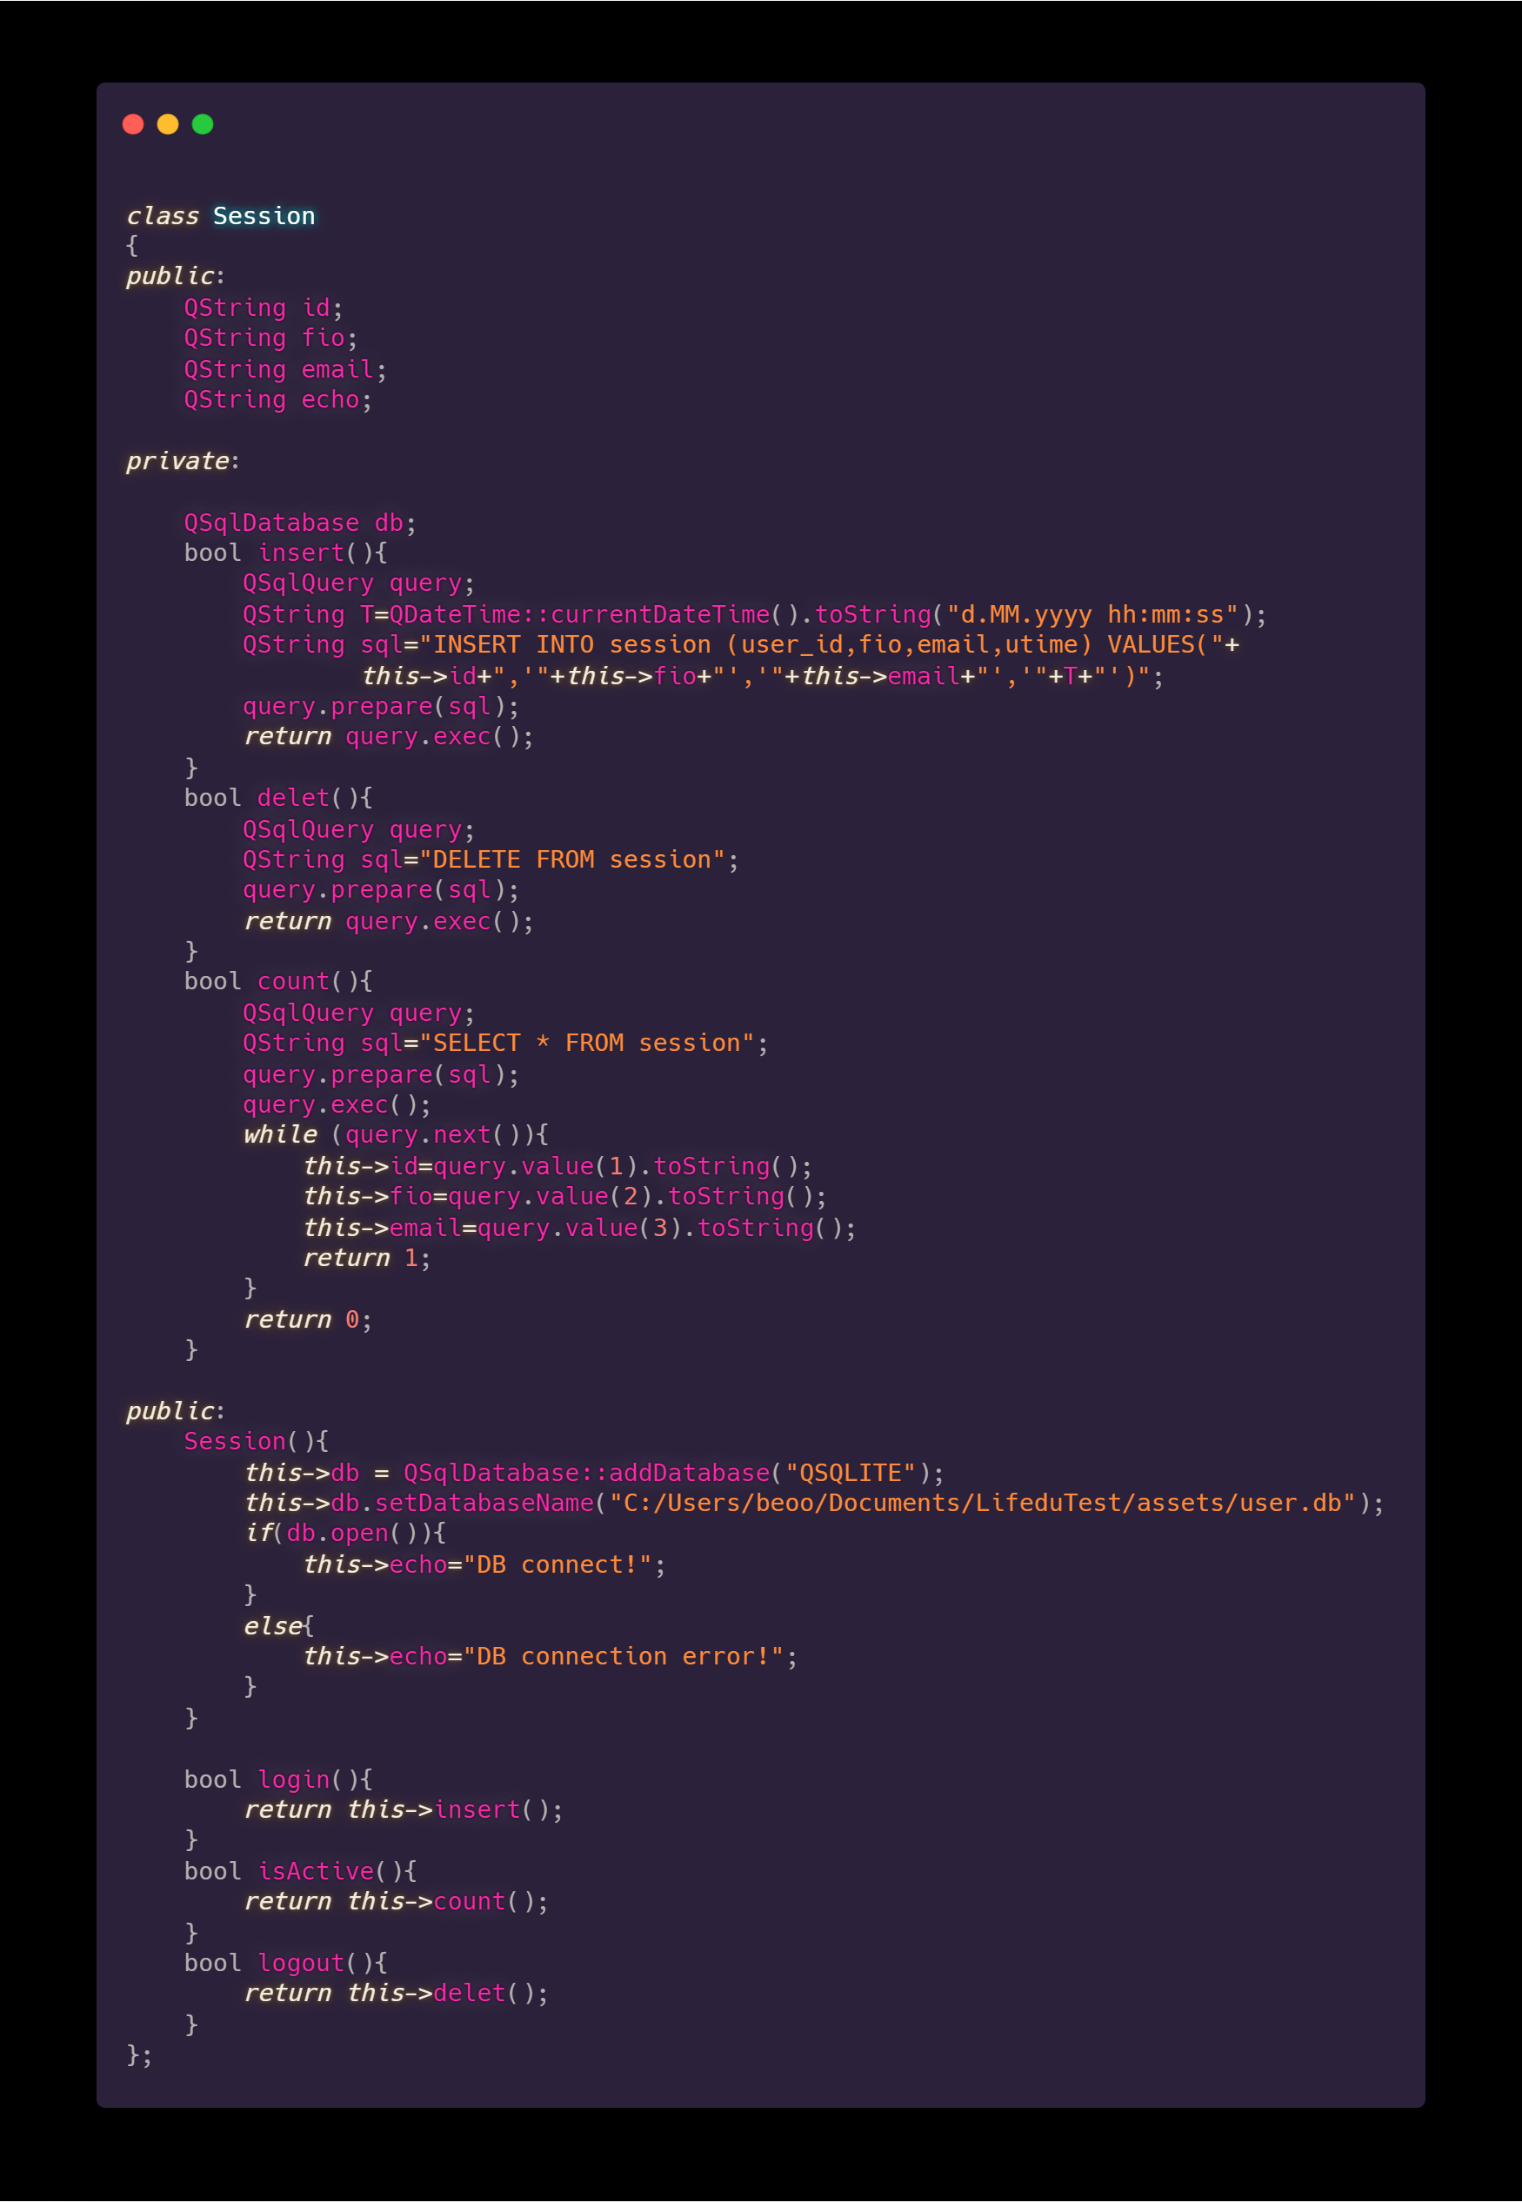 class Session
{
public:
    QString id;
    QString fio;
    QString email;
    QString echo;

private:

    QSqlDatabase db;
    bool insert(){
        QSqlQuery query;
        QString T=QDateTime::currentDateTime().toString("d.MM.yyyy hh:mm:ss");
        QString sql="INSERT INTO session (user_id,fio,email,utime) VALUES("+
                this->id+",'"+this->fio+"','"+this->email+"','"+T+"')";
        query.prepare(sql);
        return query.exec();
    }
    bool delet(){
        QSqlQuery query;
        QString sql="DELETE FROM session";
        query.prepare(sql);
        return query.exec();
    }
    bool count(){
        QSqlQuery query;
        QString sql="SELECT * FROM session";
        query.prepare(sql);
        query.exec();
        while (query.next()){
            this->id=query.value(1).toString();
            this->fio=query.value(2).toString();
            this->email=query.value(3).toString();
            return 1;
        }
        return 0;
    }

public:
    Session(){
        this->db = QSqlDatabase::addDatabase("QSQLITE");
        this->db.setDatabaseName("C:/Users/beoo/Documents/LifeduTest/assets/user.db");
        if(db.open()){
            this->echo="DB connect!";
        }
        else{
            this->echo="DB connection error!";
        }
    }

    bool login(){
        return this->insert();
    }
    bool isActive(){
        return this->count();
    }
    bool logout(){
        return this->delet();
    }
};